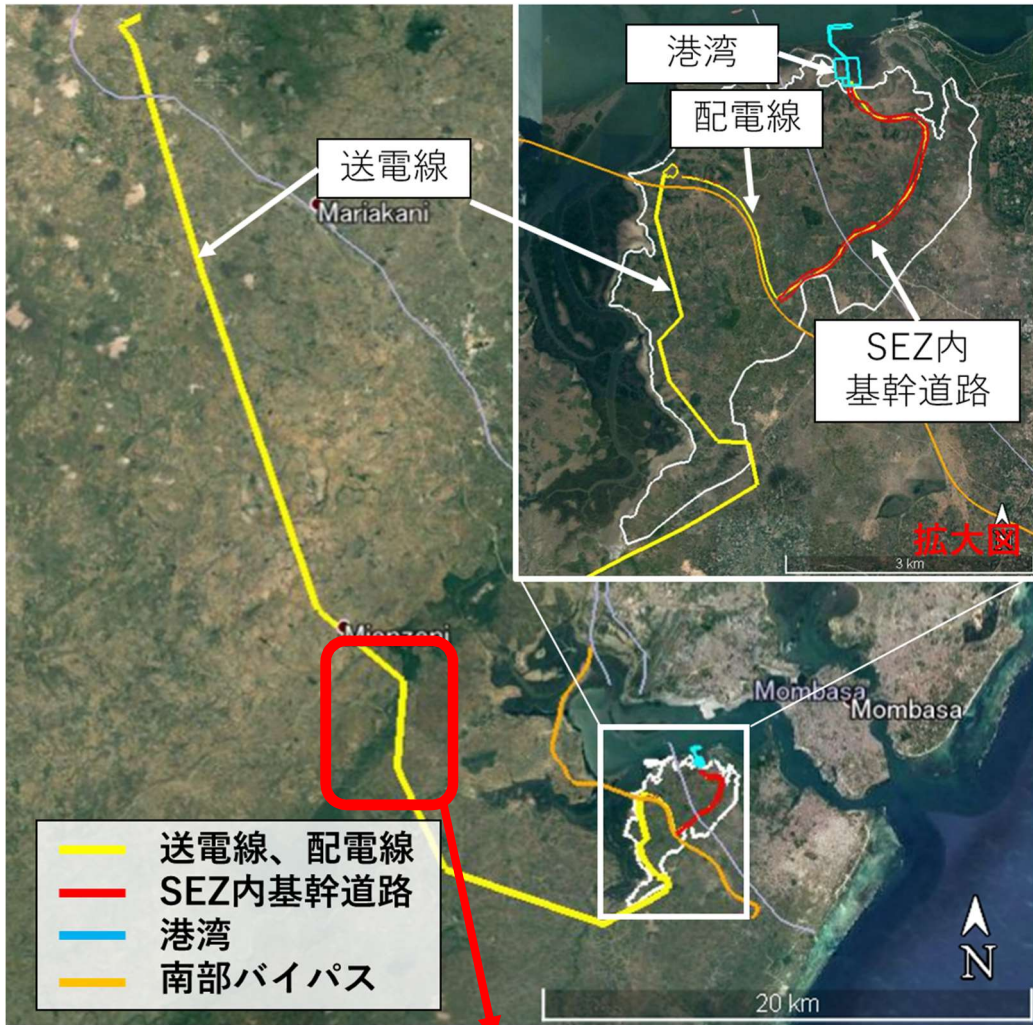 港湾
配電線
送電線
Mariakani
SEZ内
基幹道路
拡大図
3 km
Mombasa
Mombasa
送電線、配電線
SEZ内基幹道路
港湾
南部バイパス
N
20 km